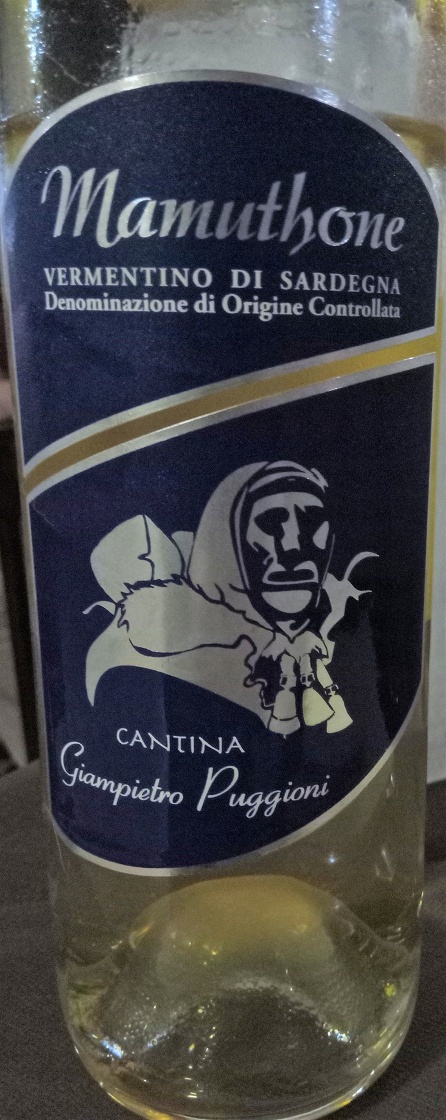 Mamuthone
VERMENTINO DI SARDEGNA
Denominazione di Origine Controllata
CANTINA
Giampietro Puggioni